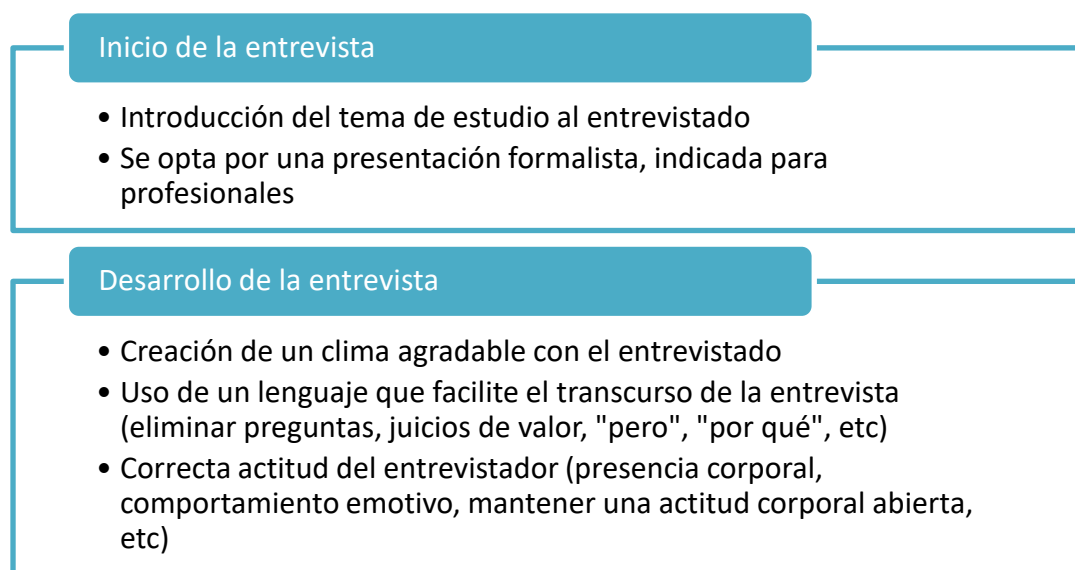 Inicio de la entrevista
• Introducción del tema de estudio al entrevistado
• Se opta por una presentación formalista, indicada para
profesionales
Desarrollo de la entrevista
• Creación de un clima agradable con el entrevistado
• Uso de un lenguaje que facilite el transcurso de la entrevista
(eliminar preguntas, juicios de valor, "pero", "por qué", etc)
• Correcta actitud del entrevistador (presencia corporal,
comportamiento emotivo, mantener una actitud corporal abierta,
etc)